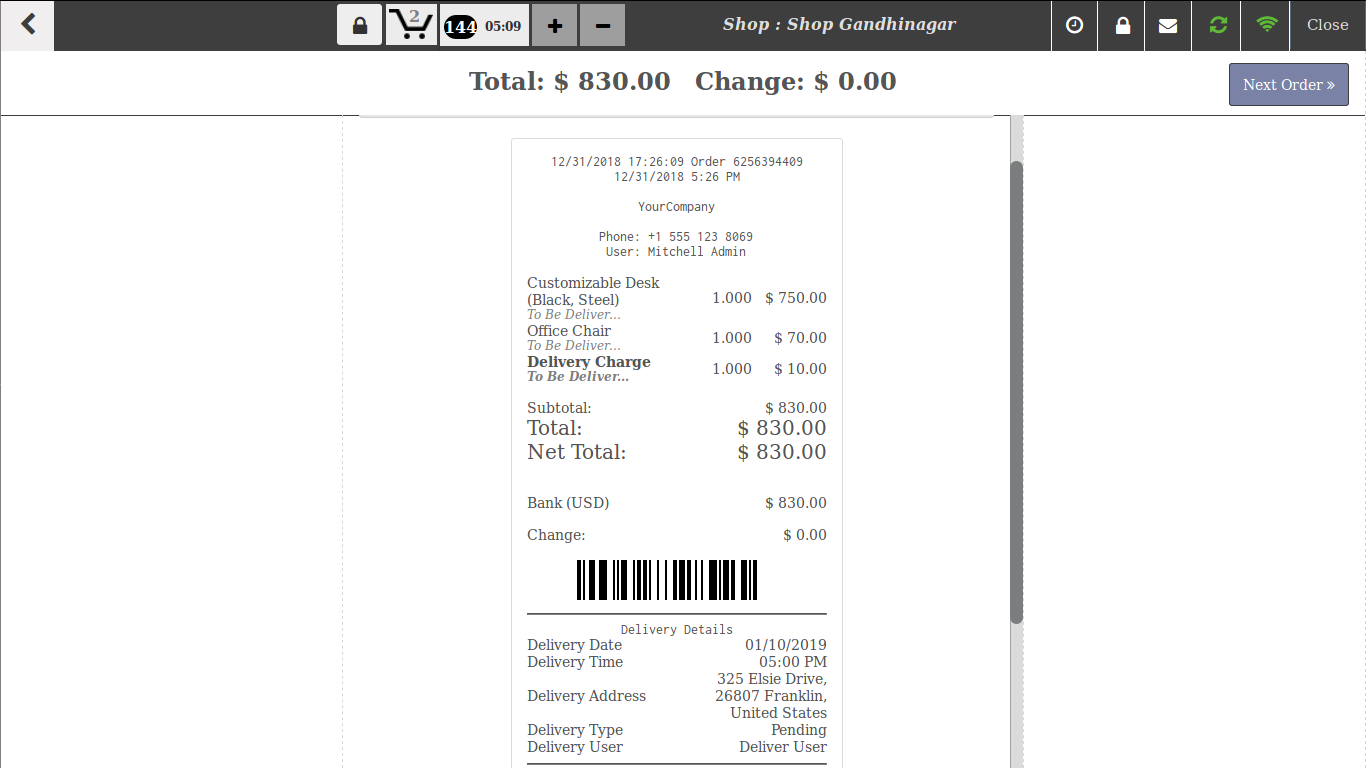 2
144 05:09
Shop : Shop Gandhinagar
Close
Total: $ 830.00 Change: $ 0.00
Next Order »
12/31/2018 17:26:09 Order 6256394409
12/31/2018 5:26 PM
YourCompany
Phone: +1 555 123 8069
User: Mitchell Admin
Customizable Desk
(Black, Steel) 1.000 $ 750.00
To Be Deliver...
Office Chair 1.000 $ 70.00
To Be Deliver...
Delivery Charge 1.000 $ 10.00
To Be Deliver...
Subtotal: $ 830.00
Total: $ 830.00
Net Total: $ 830.00
Bank (USD) $ 830.00
Change: $ 0.00
Delivery Details
Delivery Date 01/10/2019
Delivery Time 05:00 PM
325 Elsie Drive,
Delivery Address 26807 Franklin,
United States
Delivery Type Pending
Delivery User Deliver User